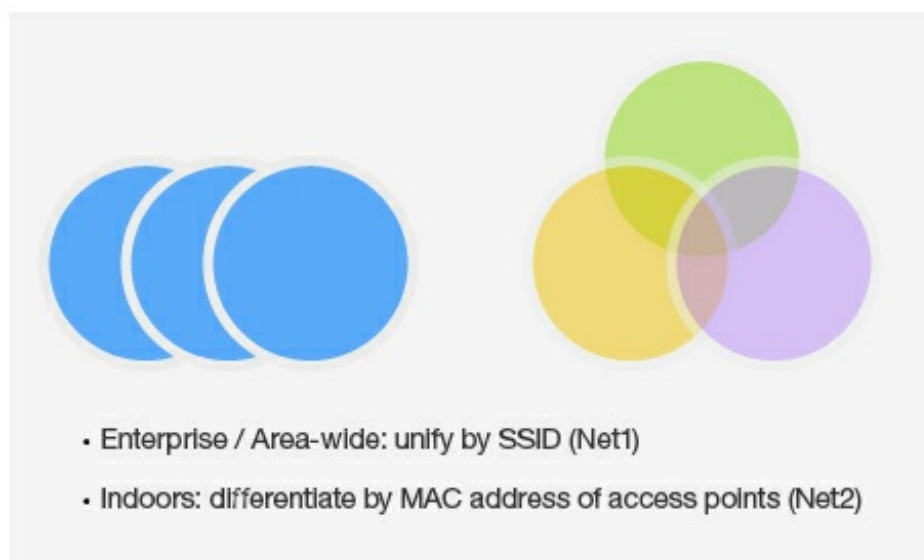 • Enterprise / Area-wide: unify by SSID (Net1)
• Indoors: differentiate by MAC address of access points (Net2)